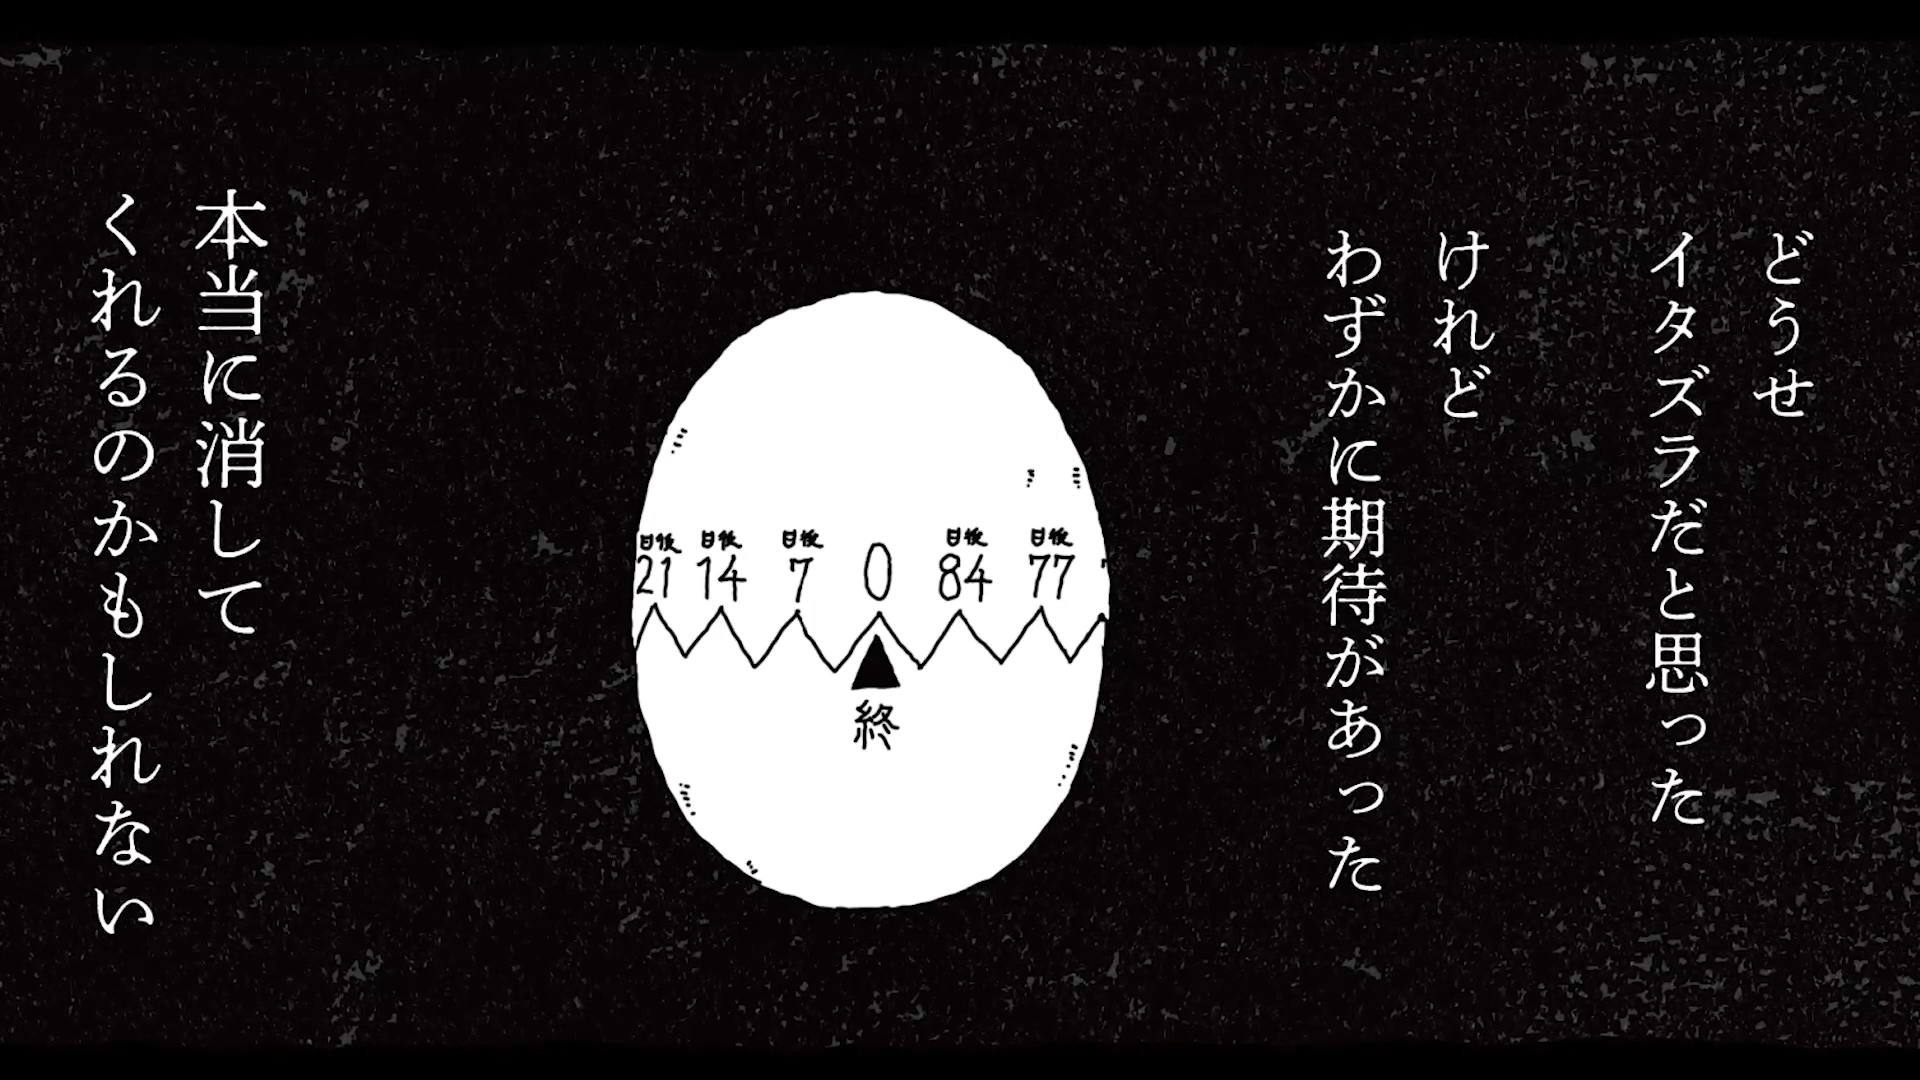 どうせ
イタズラだと思った
けれど
わずかに期待があった
日後 日後 日後 日後 日後
21 14 7 0 84 77
終
本当に消して
くれるのかもしれない